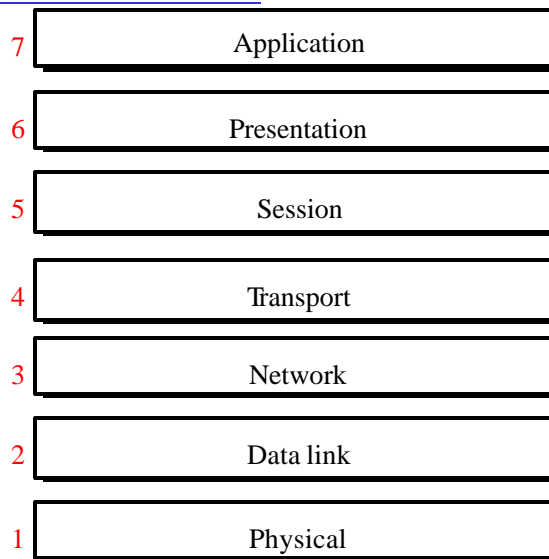 7 Application
6 Presentation
5 Session
4 Transport
3 Network
2 Data link
1 Physical